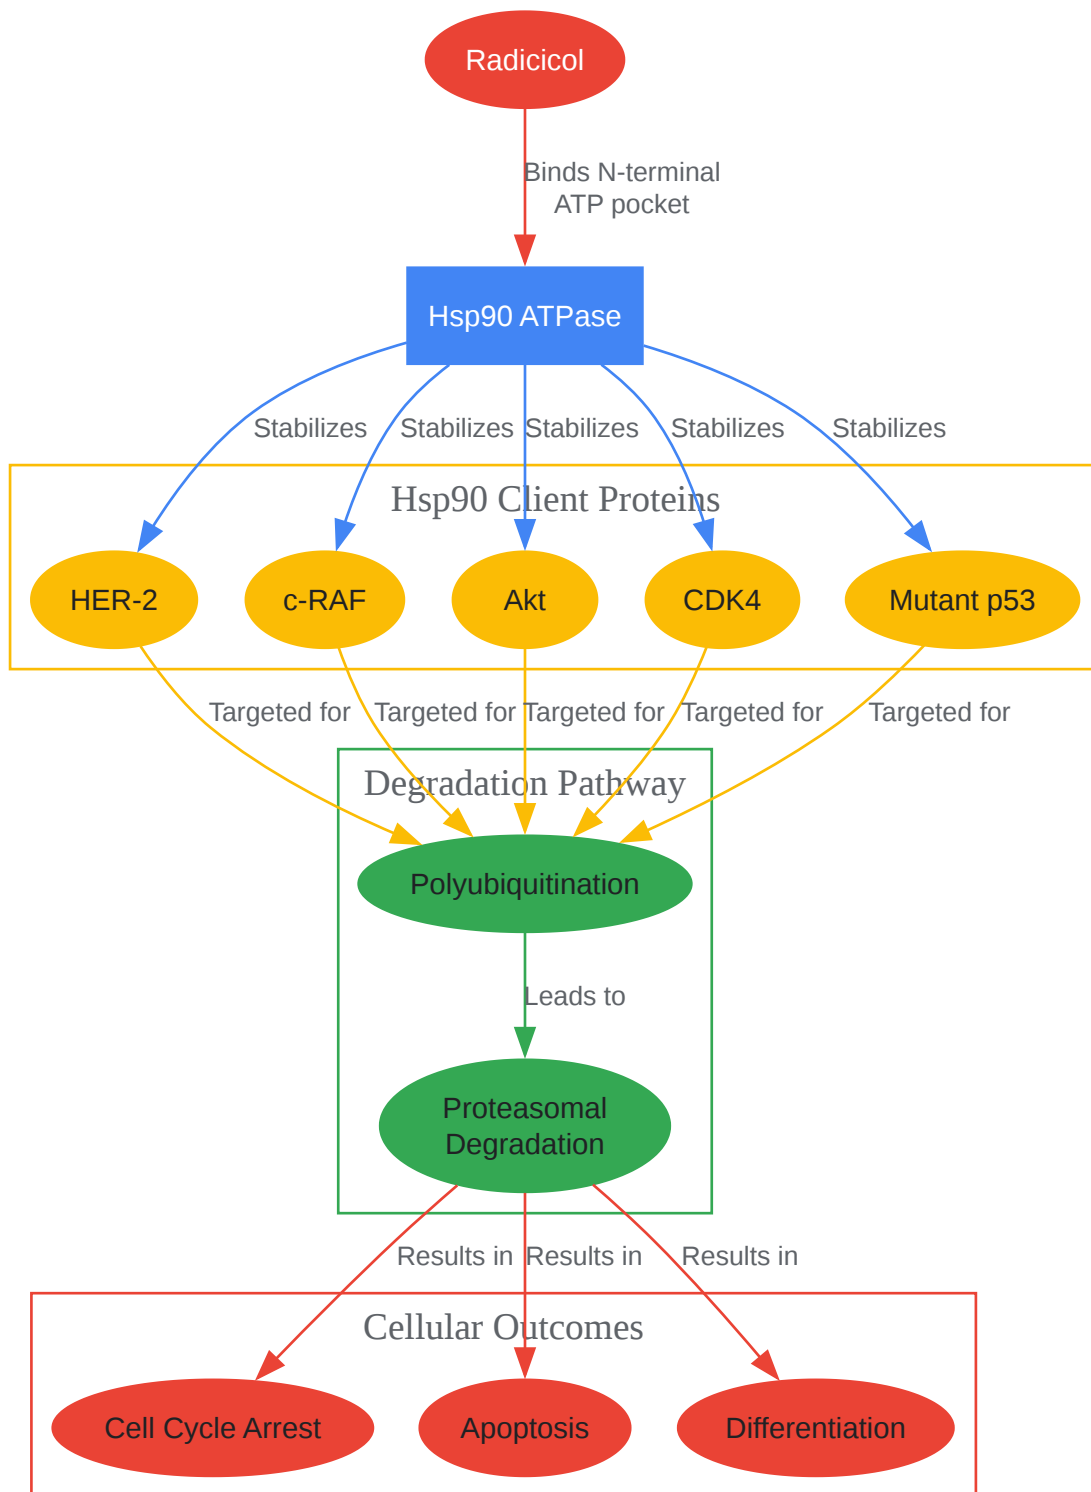 Radicicol
Binds N-terminal
ATP pocket
Hsp90 ATPase
Stabilizes
Stabilizes
Stabilizes
Stabilizes
Stabilizes
Hsp90 Client Proteins
HER-2
c-RAF
Akt
CDK4
Mutant p53
Targeted for
Targeted for
Targeted for
Targeted for
Targeted for
Degradation Pathway
Polyubiquitination
Leads to
Proteasomal
Degradation
Results in
Results in
Results in
Cellular Outcomes
Cell Cycle Arrest
Apoptosis
Differentiation